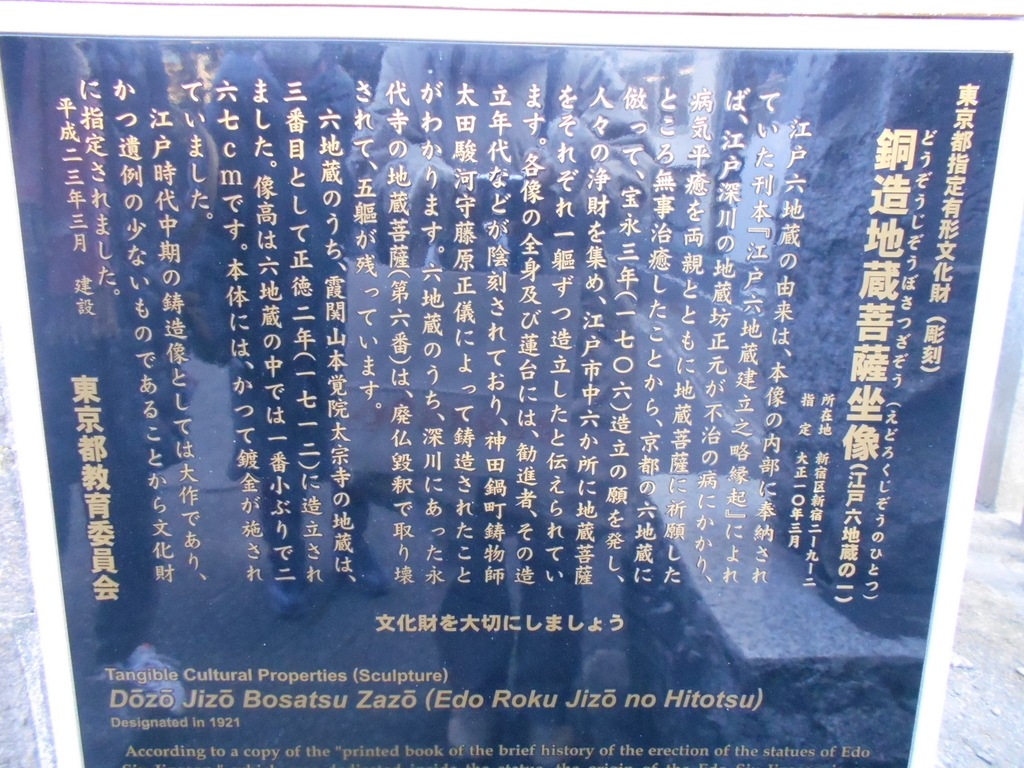 東京都指定有形文化財(彫刻)
どうぞうじぞうぼさつざぞう(えどろくじぞうのひとつ)
銅造地蔵菩薩坐像(江戸六地蔵の一)
所在地 新宿区新宿二-九-二
指定 大正一〇年三月
江戸六地蔵の由来は、本像の内部に奉納され
ていた刊本『江戸六地蔵建立之略縁起』によれ
ば、江戸深川の地蔵坊正元が不治の病にかかり、
病気平癒を両親とともに地蔵菩薩に祈願した
ところ無事治癒したことから、京都の六地蔵に
倣って、宝永三年(一七〇六)造立の願を発し、
人々の浄財を集め、江戸市中六か所に地蔵菩薩
をそれぞれ一軀ずつ造立したと伝えられてい
ます。各像の全身及び蓮台には、勧進者、その造
立年代などが陰刻されており、神田鍋町鋳物師
太田駿河守藤原正儀によって鋳造されたこと
がわかります。六地蔵のうち、深川にあった永
代寺の地蔵菩薩(第六番)は、廃仏毀釈で取り壊
されて、五軀が残っています。
六地蔵のうち、霞関山本覚院太宗寺の地蔵は、
三番目として正徳二年(一七一二)に造立され
ました。像高は六地蔵の中では一番小ぶりで二
六七cmです。本体には、かつて鍍金が施され
ていました。
江戸時代中期の鋳造像としては大作であり、
かつ遺例の少ないものであることから文化財
に指定されました。
平成二三年三月 建設
東京都教育委員会
文化財を大切にしましょう
Tangible Cultural Properties (Sculpture)
Dōzō Jizō Bosatsu Zazō (Edo Roku Jizō no Hitotsu)
Designated in 1921
According to a copy of the "printed book of the brief history of the erection of the statues of Edo